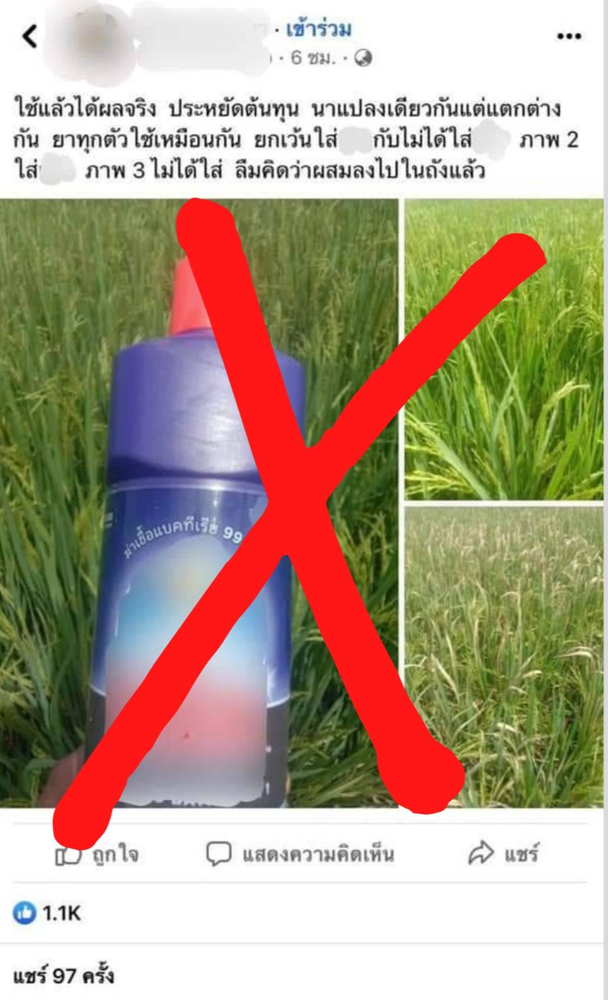 · เข้าร่วม
· 6 ชม. ·
ใช้แล้วได้ผลจริง ประหยัดต้นทุน นาแปลงเดียวกันแต่แตกต่าง
กัน ยาทุกตัวใช้เหมือนกัน ยกเว้นใส่ กับไม่ได้ใส่ ภาพ 2
ใส่ ภาพ 3 ไม่ได้ใส่ ลืมคิดว่าผสมลงไปในถังแล้ว
ฆ่าเชื้อแบคทีเรีย 99
ถูกใจ แสดงความคิดเห็น แชร์
1.1K
แชร์ 97 ครั้ง